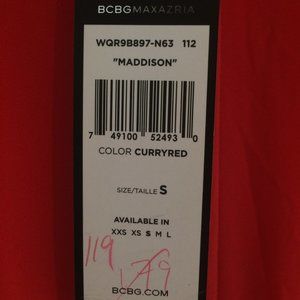 BCBGMAXAZRIA
WQR9B897-N63 112
"MADDISON"
7 49100 52493 0
COLOR CURRYRED
SIZE/TAILLE S
AVAILABLE IN
XXS XS S M L
119
BCBG.COM